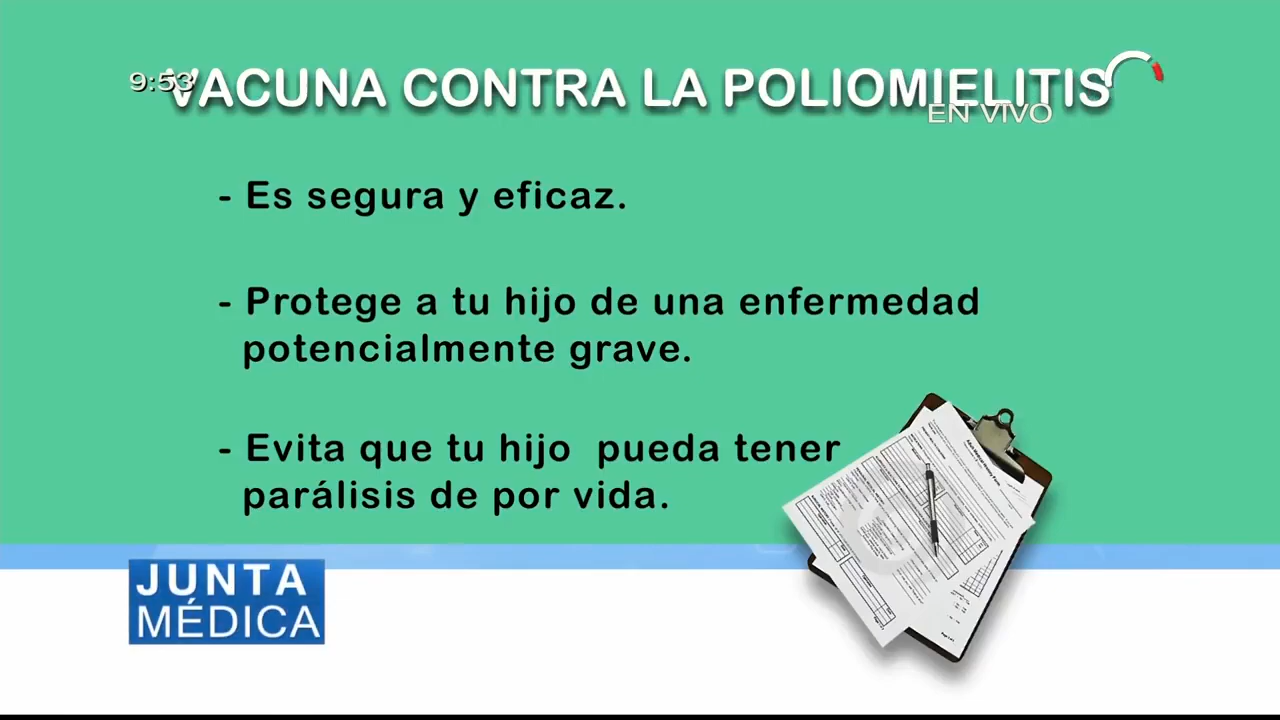 9:53
VACUNA CONTRA LA POLIOMIELITIS
EN VIVO
- Es segura y eficaz.
- Protege a tu hijo de una enfermedad
potencialmente grave.
- Evita que tu hijo pueda tener
parálisis de por vida.
JUNTA
MÉDICA